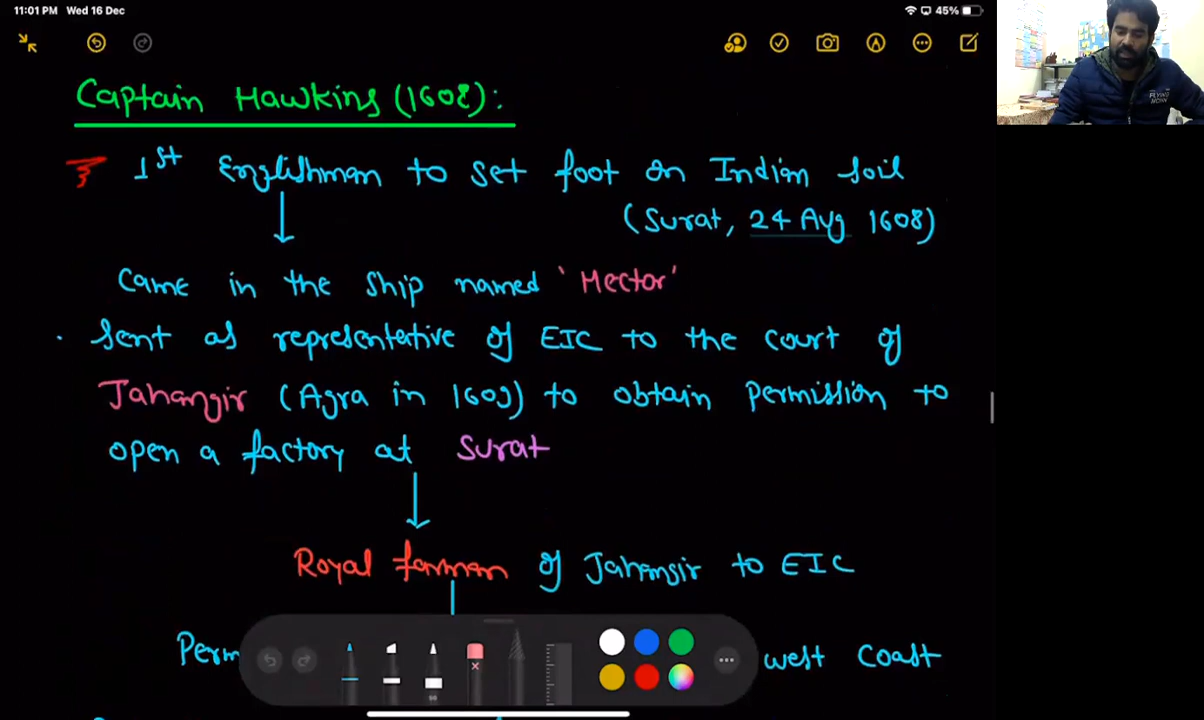 11:01 PM Wed 16 Dec
45%
Captain Hawkins (1608):
1st Englishman to set foot on Indian soil
(Surat, 24 Aug 1608)
Came in the ship named 'Hector'
· Sent as representative of EIC to the court of
Jahangir (Agra in 1609) to obtain permission to
open a factory at Surat
Royal farman of Jahangir to EIC
Perm west coast
FLYING